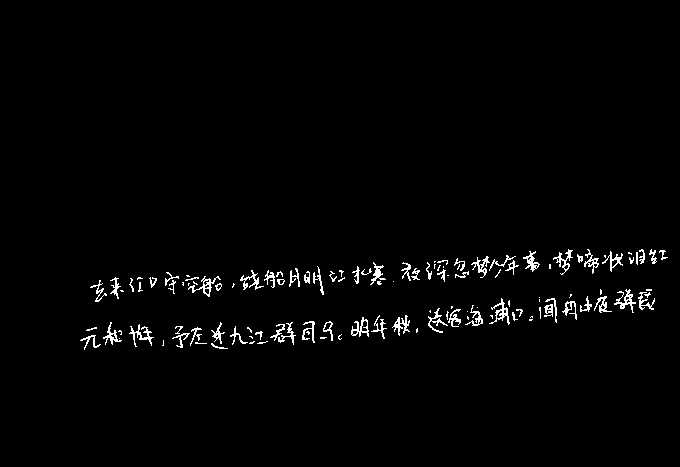 去来江口守空船，绕船月明江水寒.夜深忽梦少年事，梦啼妆泪红
元和十年，予左迁九江群司马。明年秋，送客湓浦口。闻舟中夜弹琵